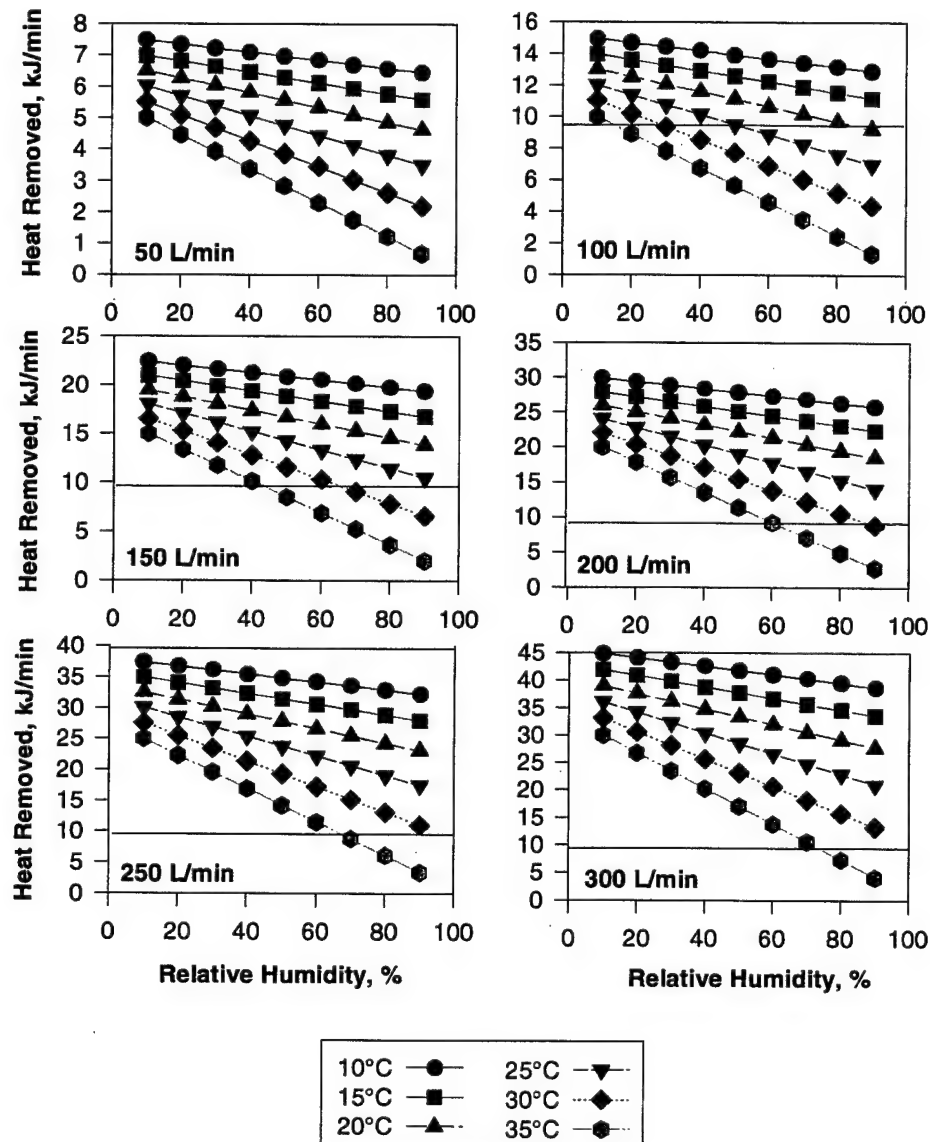 Heat Removed, kJ/min
8
7
6
5
4
3
2
1
0
50 L/min
0 20 40 60 80 100
16
14
12
10
8
6
4
2
0
100 L/min
0 20 40 60 80 100
Heat Removed, kJ/min
25
20
15
10
5
0
150 L/min
0 20 40 60 80 100
35
30
25
20
15
10
5
0
200 L/min
0 20 40 60 80 100
Heat Removed, kJ/min
40
35
30
25
20
15
10
5
0
250 L/min
0 20 40 60 80 100
Relative Humidity, %
45
40
35
30
25
20
15
10
5
0
300 L/min
0 20 40 60 80 100
Relative Humidity, %
10°C 25°C
15°C 30°C
20°C 35°C